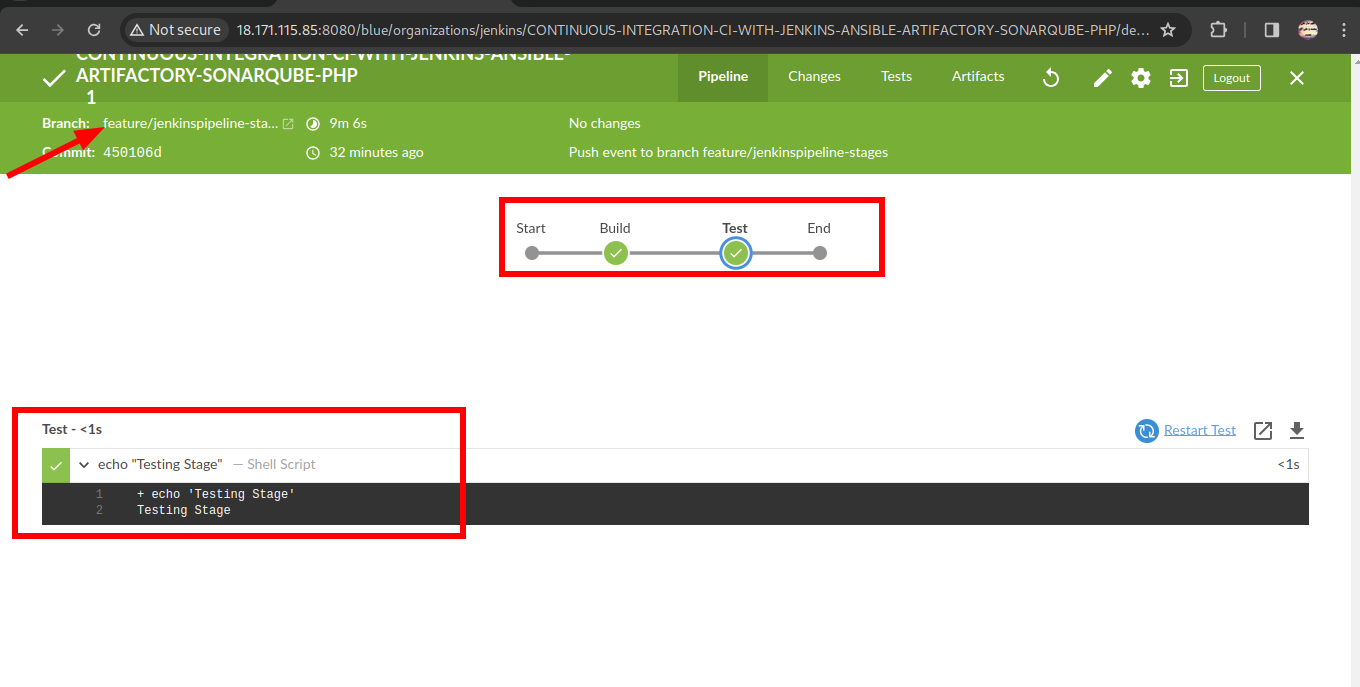 Not secure 18.171.115.85:8080/blue/organizations/jenkins/CONTINUOUS-INTEGRATION-CI-WITH-JENKINS-ANSIBLE-ARTIFACTORY-SONARQUBE-PHP/de...
CONTINUOUS-INTEGRATION-CI-WITH-JENKINS-ANSIBLE-
ARTIFACTORY-SONARQUBE-PHP
1
Pipeline Changes Tests Artifacts Logout
Branch: feature/jenkinspipeline-sta... 9m 6s No changes
Commit: 450106d 32 minutes ago Push event to branch feature/jenkinspipeline-stages
Start Build Test End
Test - <1s Restart Test
echo "Testing Stage" — Shell Script <1s
1 + echo 'Testing Stage'
2 Testing Stage